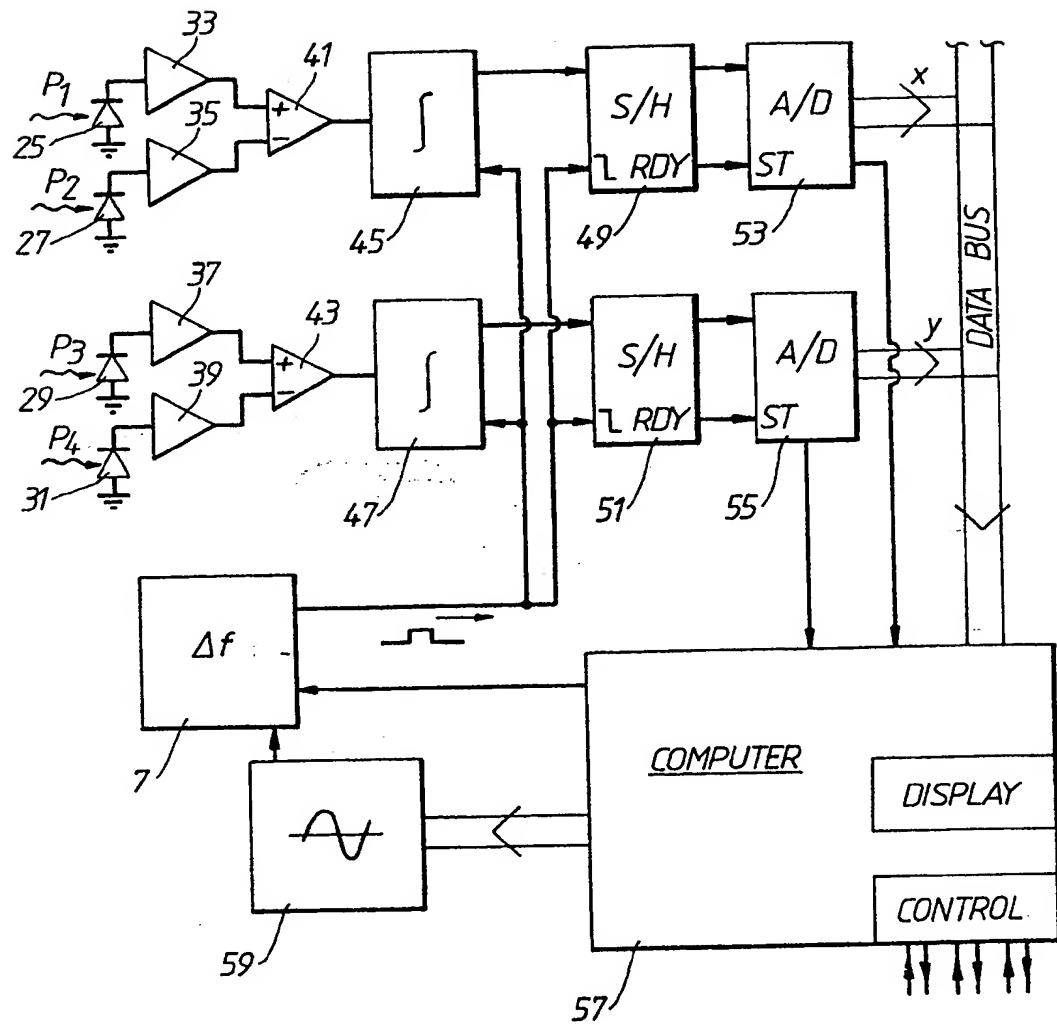 33
P1
25
35
P2
27
+
−
41
∫
45
S/H
RDY
49
A/D
ST
53
x
DATA BUS
37
P3
29
39
P4
31
+
−
43
∫
47
S/H
RDY
51
A/D
ST
55
y
Δf
7
59
COMPUTER
DISPLAY
CONTROL
57